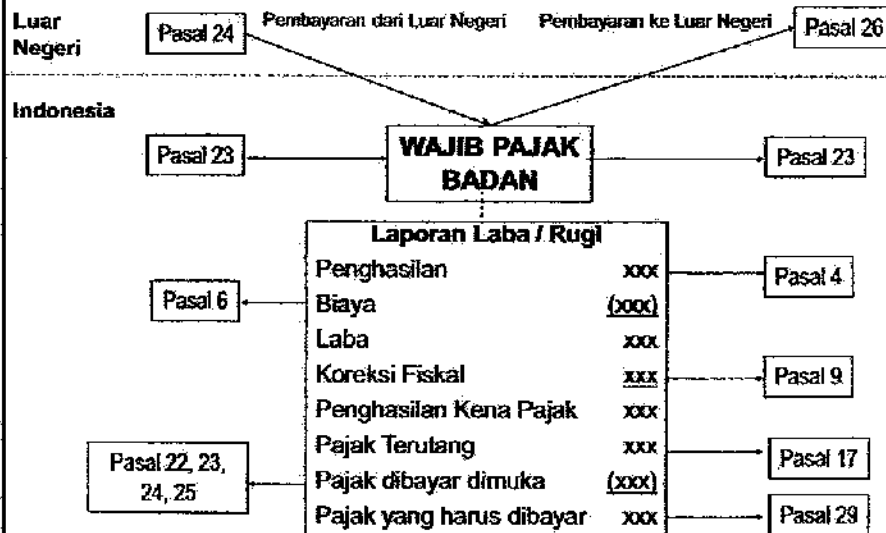 Luar
Negeri
Pasal 24
Pembayaran dari Luar Negeri
Pembayaran ke Luar Negeri
Pasal 26
Indonesia
Pasal 23
WAJIB PAJAK
BADAN
Pasal 23
Laporan Laba / Rugi
Penghasilan xxx
Pasal 4
Pasal 6
Biaya (xxx)
Laba xxx
Koreksi Fiskal xxx
Pasal 9
Penghasilan Kena Pajak xxx
Pajak Terutang xxx
Pasal 17
Pasal 22, 23,
24, 25
Pajak dibayar dimuka (xxx)
Pajak yang harus dibayar xxx
Pasal 29